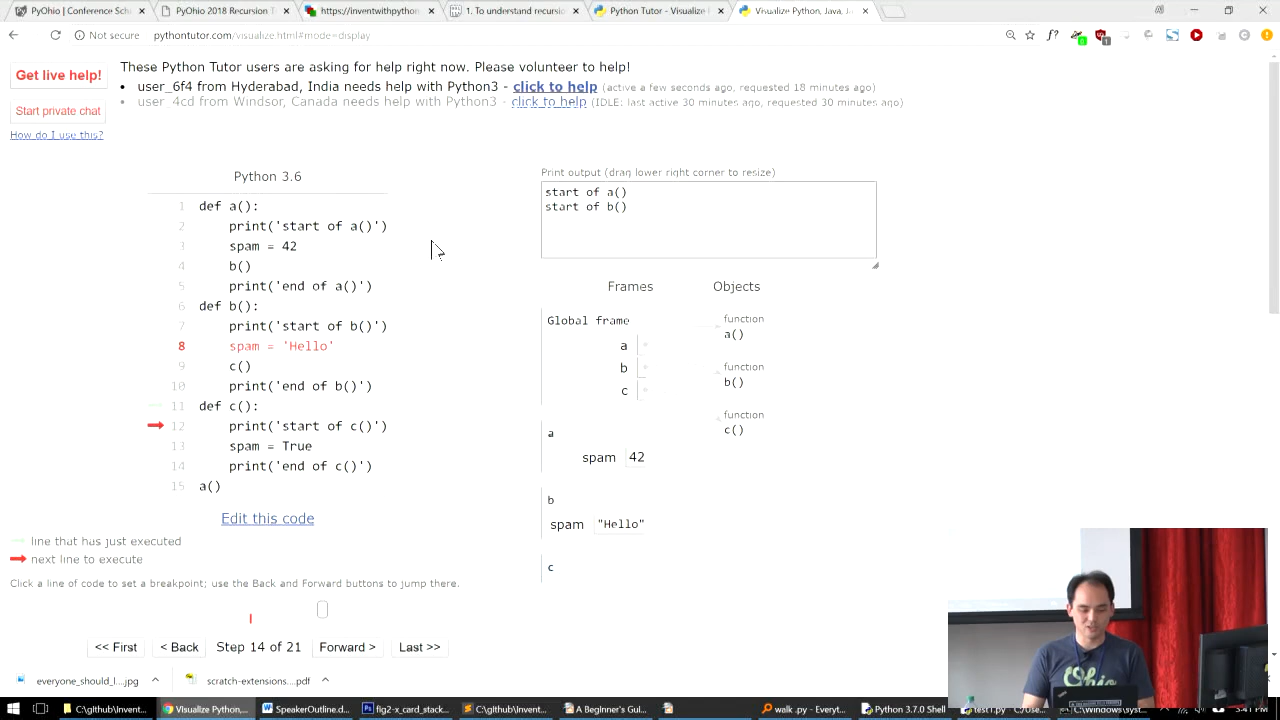 PyOhio | Conference Sch
PyOhio 2018 Recursion T
https://inventwithpython
1. To understand recursi
Python Tutor - Visualize
Visualize Python, Java, J
Not secure pythontutor.com/visualize.html#mode=display
Get live help!
Start private chat
How do I use this?
These Python Tutor users are asking for help right now. Please volunteer to help!
• user_6f4 from Hyderabad, India needs help with Python3 - click to help (active a few seconds ago, requested 18 minutes ago)
• user_4cd from Windsor, Canada needs help with Python3 - click to help (IDLE: last active 30 minutes ago, requested 30 minutes ago)
Python 3.6
1 def a():
2 print('start of a()')
3 spam = 42
4 b()
5 print('end of a()')
6 def b():
7 print('start of b()')
8 spam = 'Hello'
9 c()
10 print('end of b()')
11 def c():
12 print('start of c()')
13 spam = True
14 print('end of c()')
15 a()
Edit this code
line that has just executed
next line to execute
Click a line of code to set a breakpoint; use the Back and Forward buttons to jump there.
<< First
< Back
Step 14 of 21
Forward >
Last >>
Print output (drag lower right corner to resize)
start of a()
start of b()
Frames
Objects
Global frame
a
b
c
function
a()
function
b()
function
c()
a
spam 42
b
spam "Hello"
c
Ohio
everyone_should_l....jpg
scratch-extensions....pdf
C:\github\Invent...
Visualize Python,...
SpeakerOutline.d...
fig2-x_card_stack...
C:\github\Invent...
A Beginner's Gui...
walk .py - Everyt...
Python 3.7.0 Shell